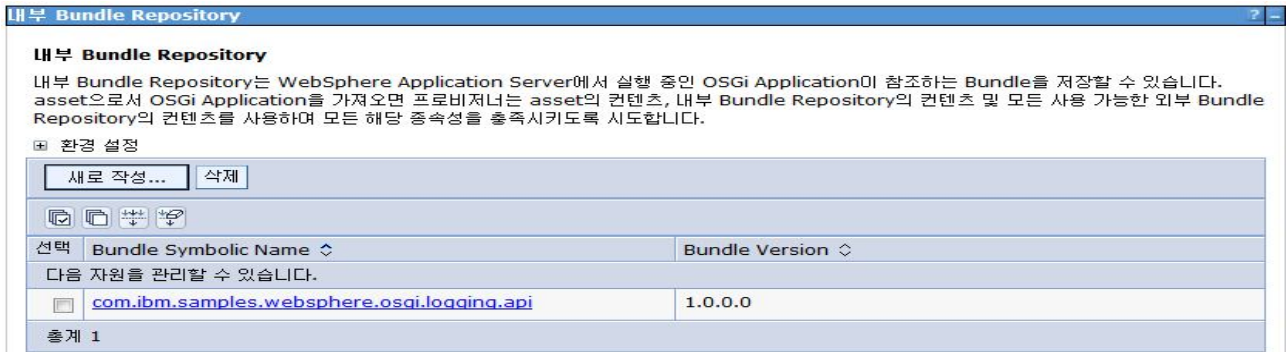 내부 Bundle Repository
? -
내부 Bundle Repository
내부 Bundle Repository는 WebSphere Application Server에서 실행 중인 OSGi Application이 참조하는 Bundle을 저장할 수 있습니다.
asset으로서 OSGi Application을 가져오면 프로비저너는 asset의 컨텐츠, 내부 Bundle Repository의 컨텐츠 및 모든 사용 가능한 외부 Bundle
Repository의 컨텐츠를 사용하여 모든 해당 종속성을 충족시키도록 시도합니다.
환경 설정
새로 작성... 삭제
선택 Bundle Symbolic Name Bundle Version
다음 자원을 관리할 수 있습니다.
com.ibm.samples.websphere.osgi.logging.api 1.0.0.0
총계 1